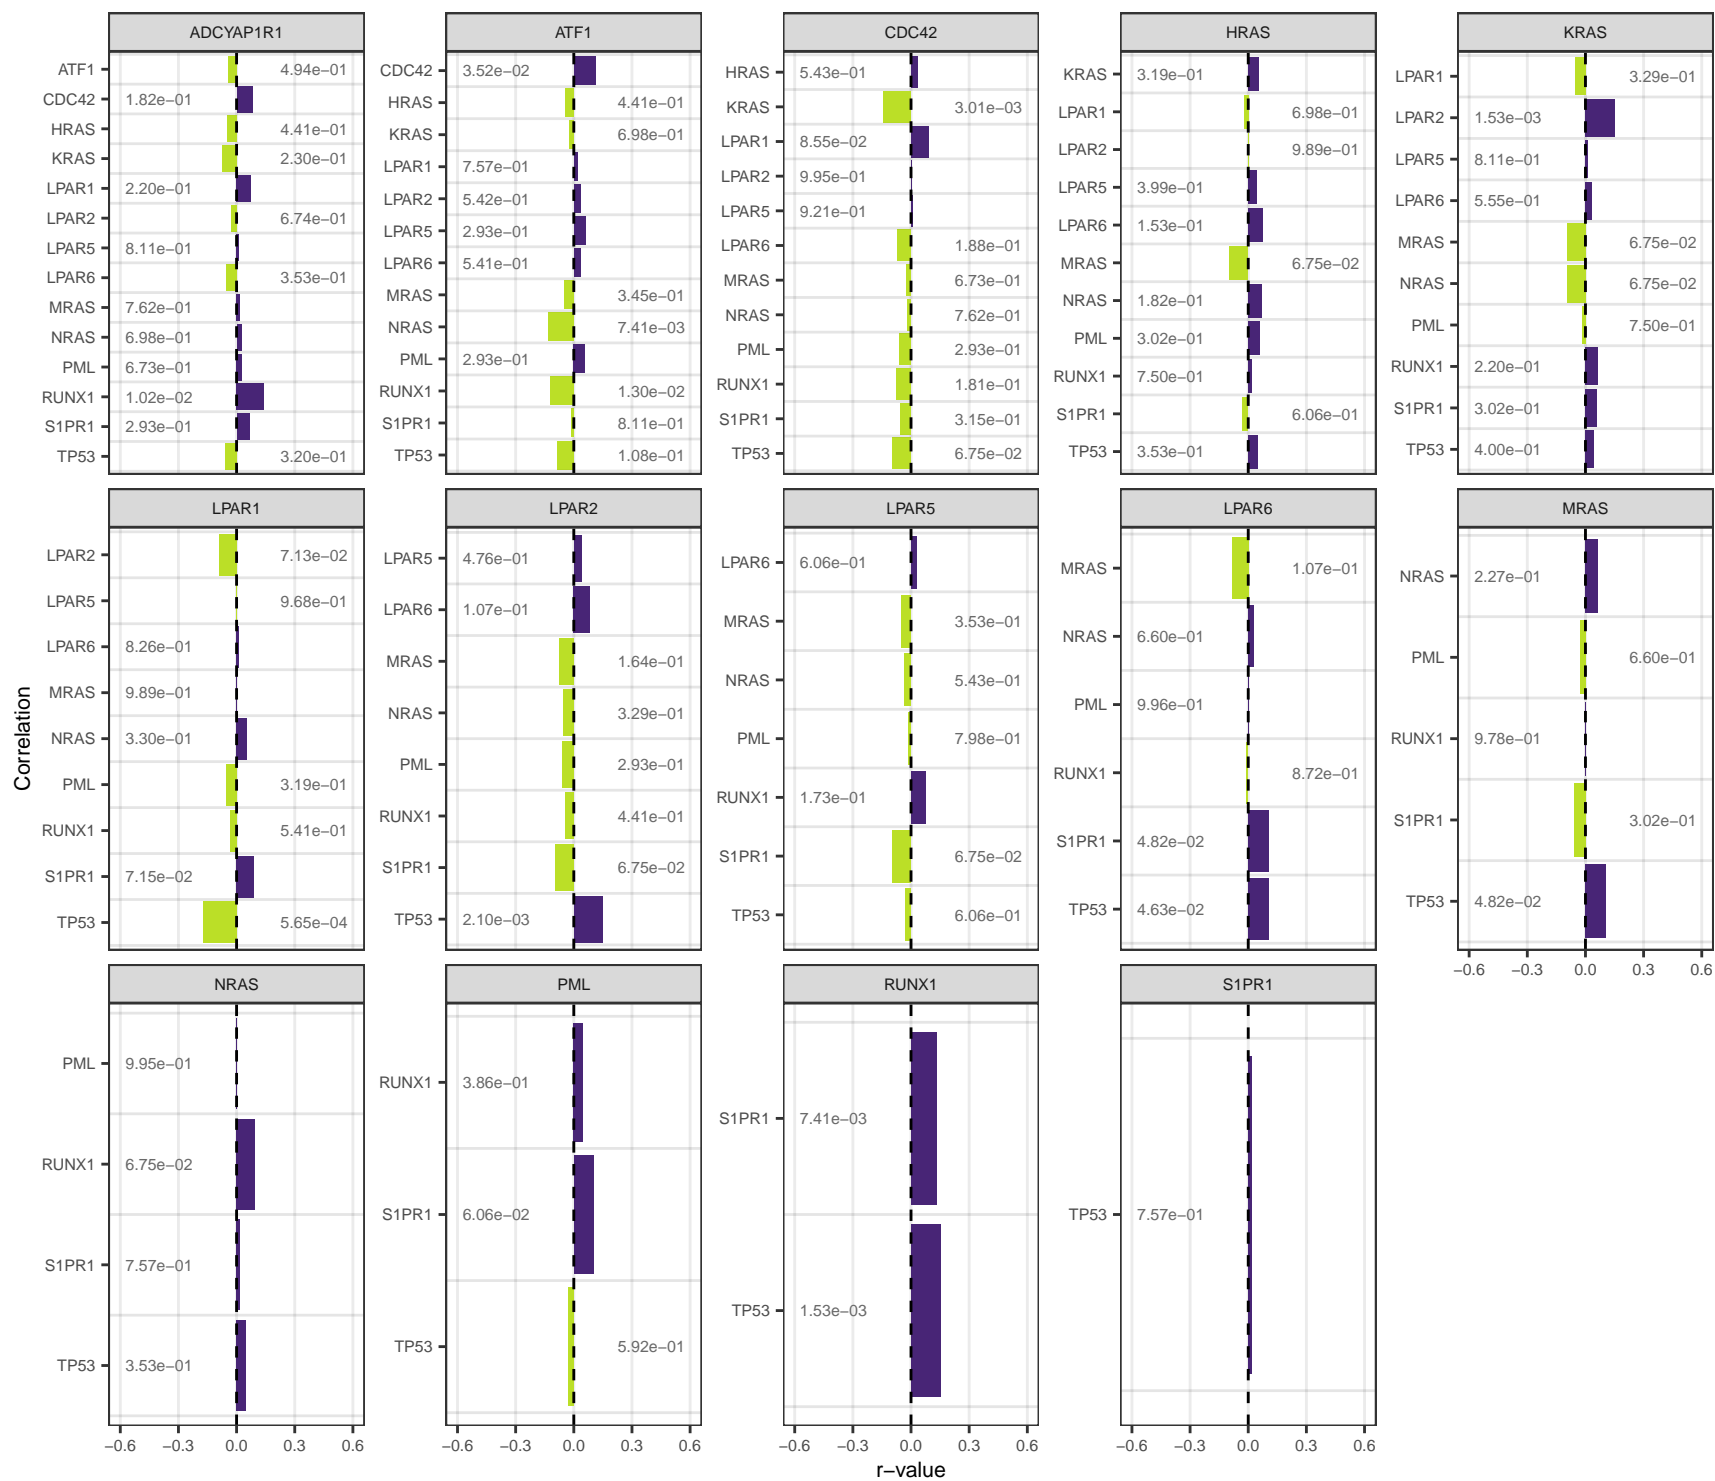 ADCYAP1R1
ATF1 4.94e−01
CDC42 1.82e−01
HRAS 4.41e−01
KRAS 2.30e−01
LPAR1 2.20e−01
LPAR2 6.74e−01
LPAR5 8.11e−01
LPAR6 3.53e−01
MRAS 7.62e−01
NRAS 6.98e−01
PML 6.73e−01
RUNX1 1.02e−02
S1PR1 2.93e−01
TP53 3.20e−01
ATF1
CDC42 3.52e−02
HRAS 4.41e−01
KRAS 6.98e−01
LPAR1 7.57e−01
LPAR2 5.42e−01
LPAR5 2.93e−01
LPAR6 5.41e−01
MRAS 3.45e−01
NRAS 7.41e−03
PML 2.93e−01
RUNX1 1.30e−02
S1PR1 8.11e−01
TP53 1.08e−01
CDC42
HRAS 5.43e−01
KRAS 3.01e−03
LPAR1 8.55e−02
LPAR2 9.95e−01
LPAR5 9.21e−01
LPAR6 1.88e−01
MRAS 6.73e−01
NRAS 7.62e−01
PML 2.93e−01
RUNX1 1.81e−01
S1PR1 3.15e−01
TP53 6.75e−02
HRAS
KRAS 3.19e−01
LPAR1 6.98e−01
LPAR2 9.89e−01
LPAR5 3.99e−01
LPAR6 1.53e−01
MRAS 6.75e−02
NRAS 1.82e−01
PML 3.02e−01
RUNX1 7.50e−01
S1PR1 6.06e−01
TP53 3.53e−01
KRAS
LPAR1 3.29e−01
LPAR2 1.53e−03
LPAR5 8.11e−01
LPAR6 5.55e−01
MRAS 6.75e−02
NRAS 6.75e−02
PML 7.50e−01
RUNX1 2.20e−01
S1PR1 3.02e−01
TP53 4.00e−01
Correlation
LPAR1
LPAR2 7.13e−02
LPAR5 9.68e−01
LPAR6 8.26e−01
MRAS 9.89e−01
NRAS 3.30e−01
PML 3.19e−01
RUNX1 5.41e−01
S1PR1 7.15e−02
TP53 5.65e−04
LPAR2
LPAR5 4.76e−01
LPAR6 1.07e−01
MRAS 1.64e−01
NRAS 3.29e−01
PML 2.93e−01
RUNX1 4.41e−01
S1PR1 6.75e−02
TP53 2.10e−03
LPAR5
LPAR6 6.06e−01
MRAS 3.53e−01
NRAS 5.43e−01
PML 7.98e−01
RUNX1 1.73e−01
S1PR1 6.75e−02
TP53 6.06e−01
LPAR6
MRAS 1.07e−01
NRAS 6.60e−01
PML 9.96e−01
RUNX1 8.72e−01
S1PR1 4.82e−02
TP53 4.63e−02
MRAS
NRAS 2.27e−01
PML 6.60e−01
RUNX1 9.78e−01
S1PR1 3.02e−01
TP53 4.82e−02
−0.6 −0.3 0.0 0.3 0.6
NRAS
PML 9.95e−01
RUNX1 6.75e−02
S1PR1 7.57e−01
TP53 3.53e−01
−0.6 −0.3 0.0 0.3 0.6
PML
RUNX1 3.86e−01
S1PR1 6.06e−02
TP53 5.92e−01
−0.6 −0.3 0.0 0.3 0.6
RUNX1
S1PR1 7.41e−03
TP53 1.53e−03
−0.6 −0.3 0.0 0.3 0.6
S1PR1
TP53 7.57e−01
−0.6 −0.3 0.0 0.3 0.6
r−value